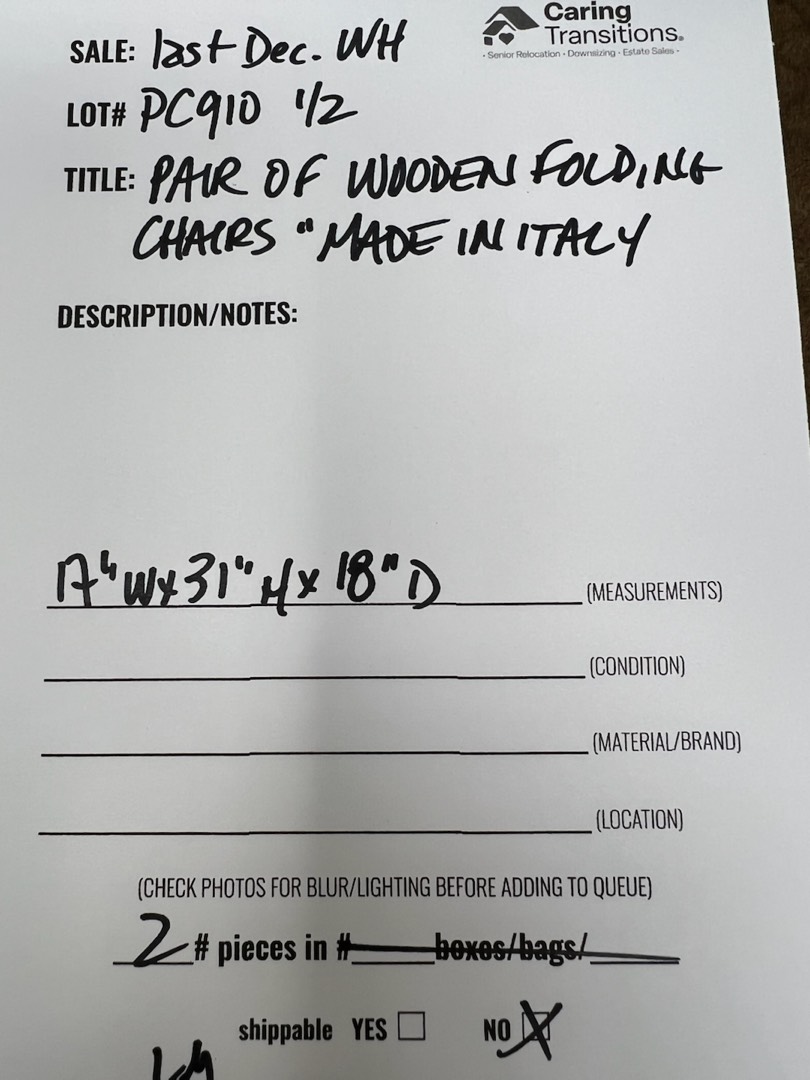 Caring
Transitions.
• Senior Relocation • Downsizing • Estate Sales •
SALE: last Dec. WH
LOT# PC910 1/2
TITLE: PAIR OF WOODEN FOLDING
CHAIRS "MADE IN ITALY
DESCRIPTION/NOTES:
17" W x 31" H x 18" D (MEASUREMENTS)
(CONDITION)
(MATERIAL/BRAND)
(LOCATION)
(CHECK PHOTOS FOR BLUR/LIGHTING BEFORE ADDING TO QUEUE)
2 # pieces in # boxes/bags/
shippable YES ☐ NO ☒